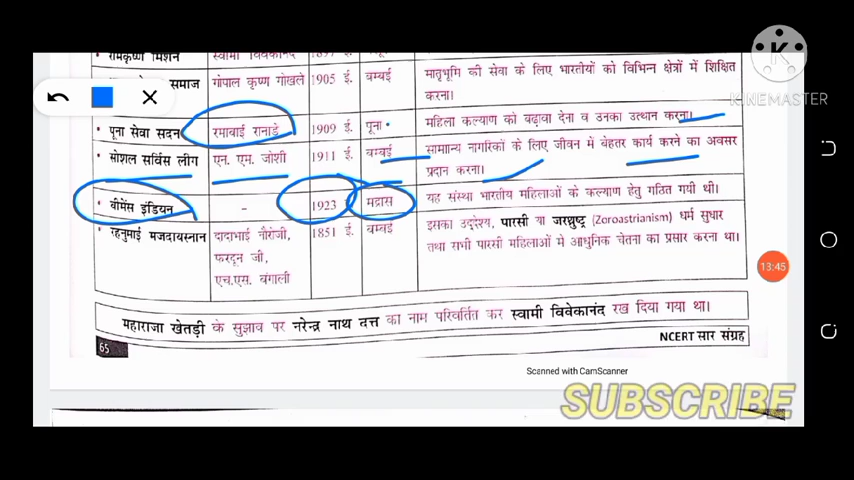 रामकृष्ण मिशन स्वामी विवेकानंद 1897
समाज गोपाल कृष्ण गोखले 1905 ई. बम्बई मातृभूमि की सेवा के लिए भारतीयों को विभिन्न क्षेत्रों में शिक्षित
करना।
KINEMASTER
• पूना सेवा सदन रमाबाई रानाडे 1909 ई. पूना महिला कल्याण को बढ़ावा देना व उनका उत्थान करना।
• सोशल सर्विस लीग एन. एम. जोशी 1911 ई. बम्बई सामान्य नागरिकों के लिए जीवन में बेहतर कार्य करने का अवसर
प्रदान करना।
• वीमेंस इंडियन - 1923 मद्रास यह संस्था भारतीय महिलाओं के कल्याण हेतु गठित गयी थी।
• रहनुमाई मजदायस्नान दादाभाई नौरोजी, 1851 ई. बम्बई इसका उद्देश्य, पारसी या जरथुष्ट्र (Zoroastrianism) धर्म सुधार
फरदून जी, तथा सभी पारसी महिलाओं में आधुनिक चेतना का प्रसार करना था।
एच.एस. बंगाली
13:45
महाराजा खेतड़ी के सुझाव पर नरेन्द्र नाथ दत्त का नाम परिवर्तित कर स्वामी विवेकानंद रख दिया गया था।
65 NCERT सार संग्रह
Scanned with CamScanner
SUBSCRIBE